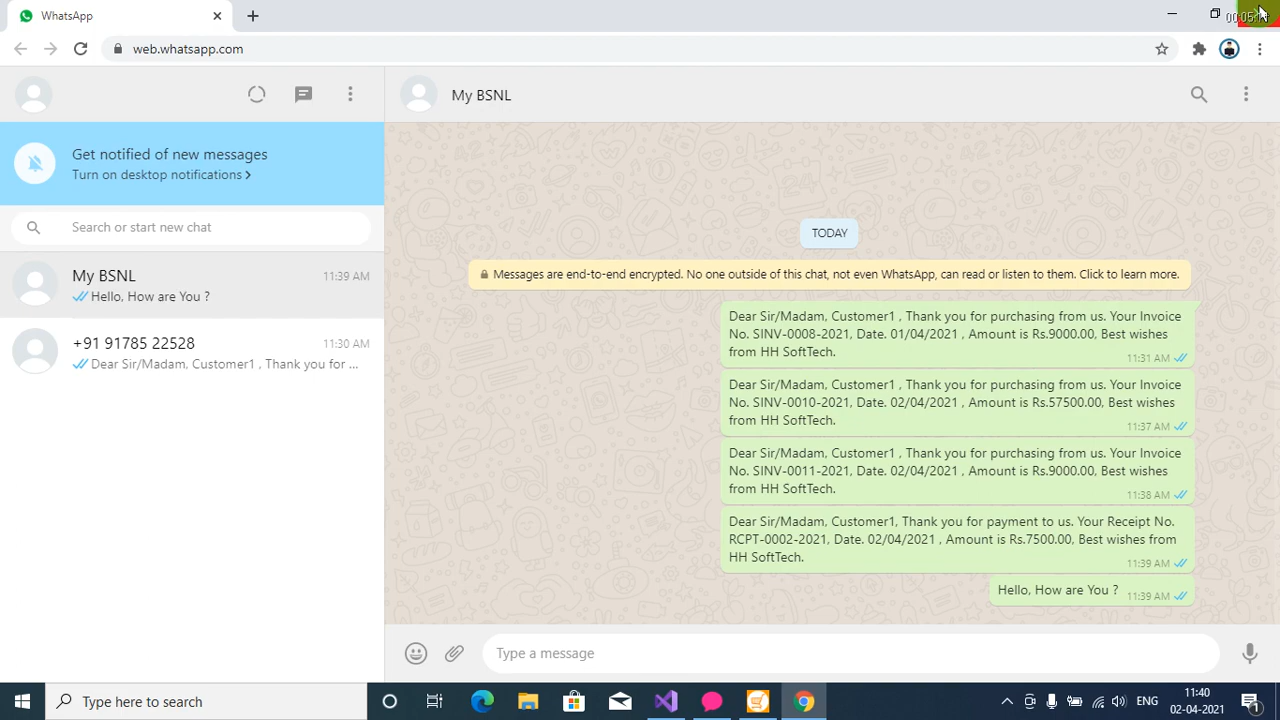 WhatsApp
web.whatsapp.com
Get notified of new messages
Turn on desktop notifications >
Search or start new chat
My BSNL
11:39 AM
Hello, How are You ?
+91 91785 22528
11:30 AM
Dear Sir/Madam, Customer1 , Thank you for ...
My BSNL
TODAY
Messages are end-to-end encrypted. No one outside of this chat, not even WhatsApp, can read or listen to them. Click to learn more.
Dear Sir/Madam, Customer1 , Thank you for purchasing from us. Your Invoice
No. SINV-0008-2021, Date. 01/04/2021 , Amount is Rs.9000.00, Best wishes
from HH SoftTech.
11:31 AM
Dear Sir/Madam, Customer1 , Thank you for purchasing from us. Your Invoice
No. SINV-0010-2021, Date. 02/04/2021 , Amount is Rs.57500.00, Best wishes
from HH SoftTech.
11:37 AM
Dear Sir/Madam, Customer1 , Thank you for purchasing from us. Your Invoice
No. SINV-0011-2021, Date. 02/04/2021 , Amount is Rs.9000.00, Best wishes
from HH SoftTech.
11:38 AM
Dear Sir/Madam, Customer1, Thank you for payment to us. Your Receipt No.
RCPT-0002-2021, Date. 02/04/2021 , Amount is Rs.7500.00, Best wishes from
HH SoftTech.
11:39 AM
Hello, How are You ?
11:39 AM
Type a message
Type here to search
ENG
11:40
02-04-2021
1